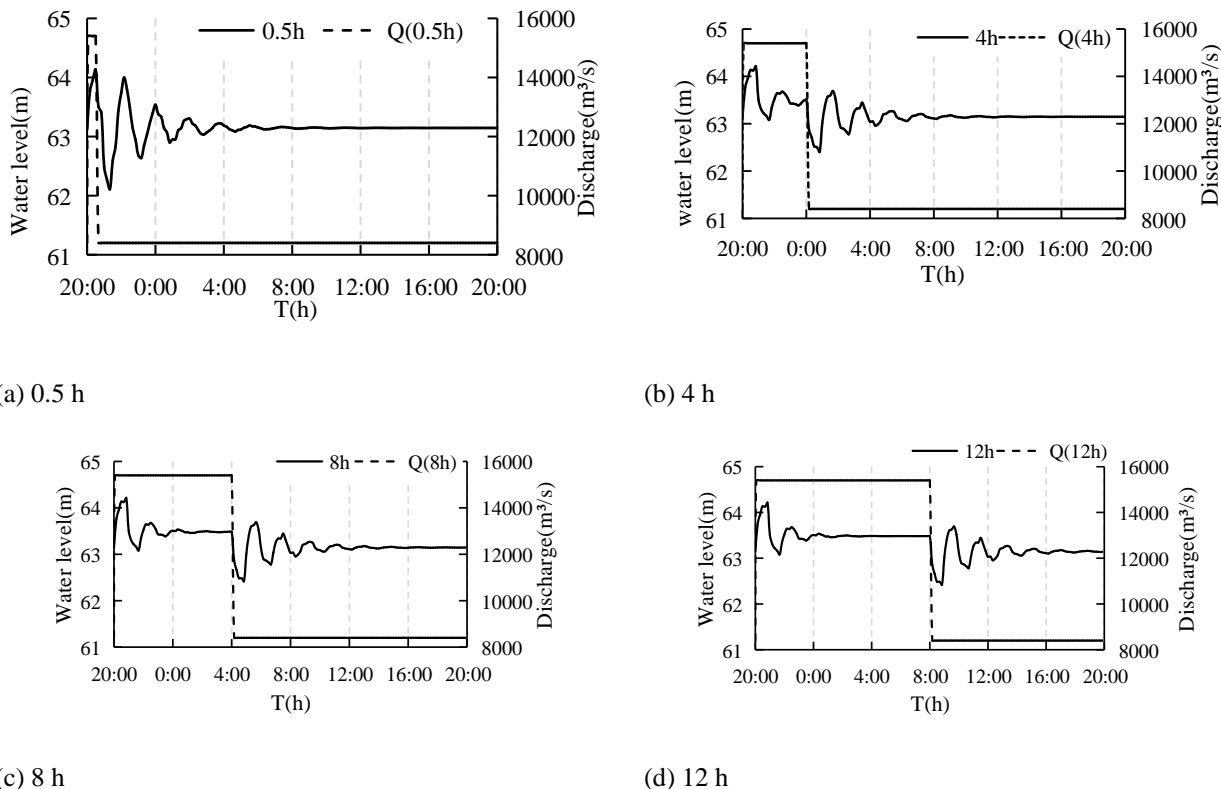 0.5h Q(0.5h)
65
64
63
62
61
Water level(m)
16000
14000
12000
10000
8000
Discharge(m³/s)
20:00 0:00 4:00 8:00 12:00 16:00 20:00
T(h)
(a) 0.5 h
4h Q(4h)
65
64
63
62
61
water level(m)
16000
14000
12000
10000
8000
Discharge(m³/s)
20:00 0:00 4:00 8:00 12:00 16:00 20:00
T(h)
(b) 4 h
8h Q(8h)
65
64
63
62
61
Water level(m)
16000
14000
12000
10000
8000
Discharge(m³/s)
20:00 0:00 4:00 8:00 12:00 16:00 20:00
T(h)
(c) 8 h
12h Q(12h)
65
64
63
62
61
Water level(m)
16000
14000
12000
10000
8000
Discharge(m³/s)
20:00 0:00 4:00 8:00 12:00 16:00 20:00
T(h)
(d) 12 h